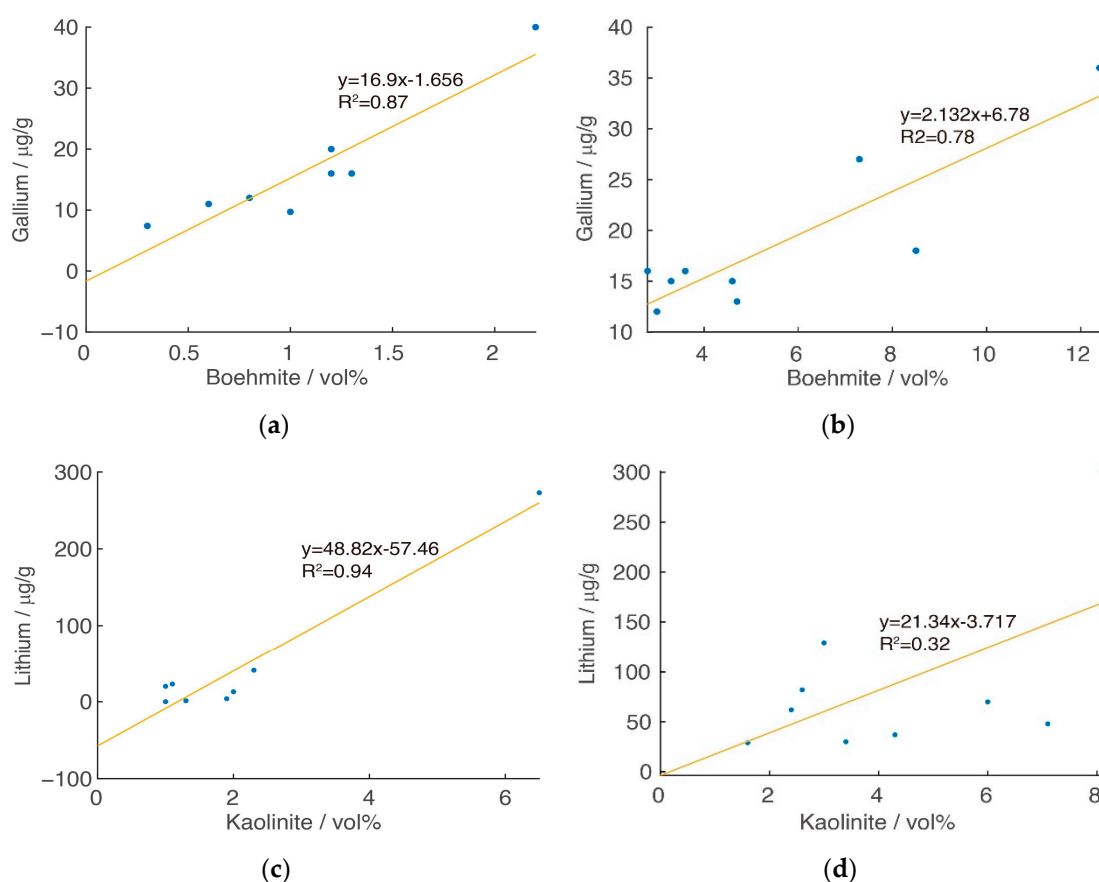 40
30
20
10
0
−10
Gallium / µg/g
y=16.9x-1.656
R²=0.87
0 0.5 1 1.5 2
Boehmite / vol%
(a)
40
35
30
25
20
15
10
Gallium / µg/g
y=2.132x+6.78
R2=0.78
4 6 8 10 12
Boehmite / vol%
(b)
300
200
100
0
−100
Lithium / µg/g
y=48.82x-57.46
R²=0.94
0 2 4 6
Kaolinite / vol%
(c)
300
250
200
150
100
50
0
Lithium / µg/g
y=21.34x-3.717
R²=0.32
0 2 4 6 8
Kaolinite / vol%
(d)